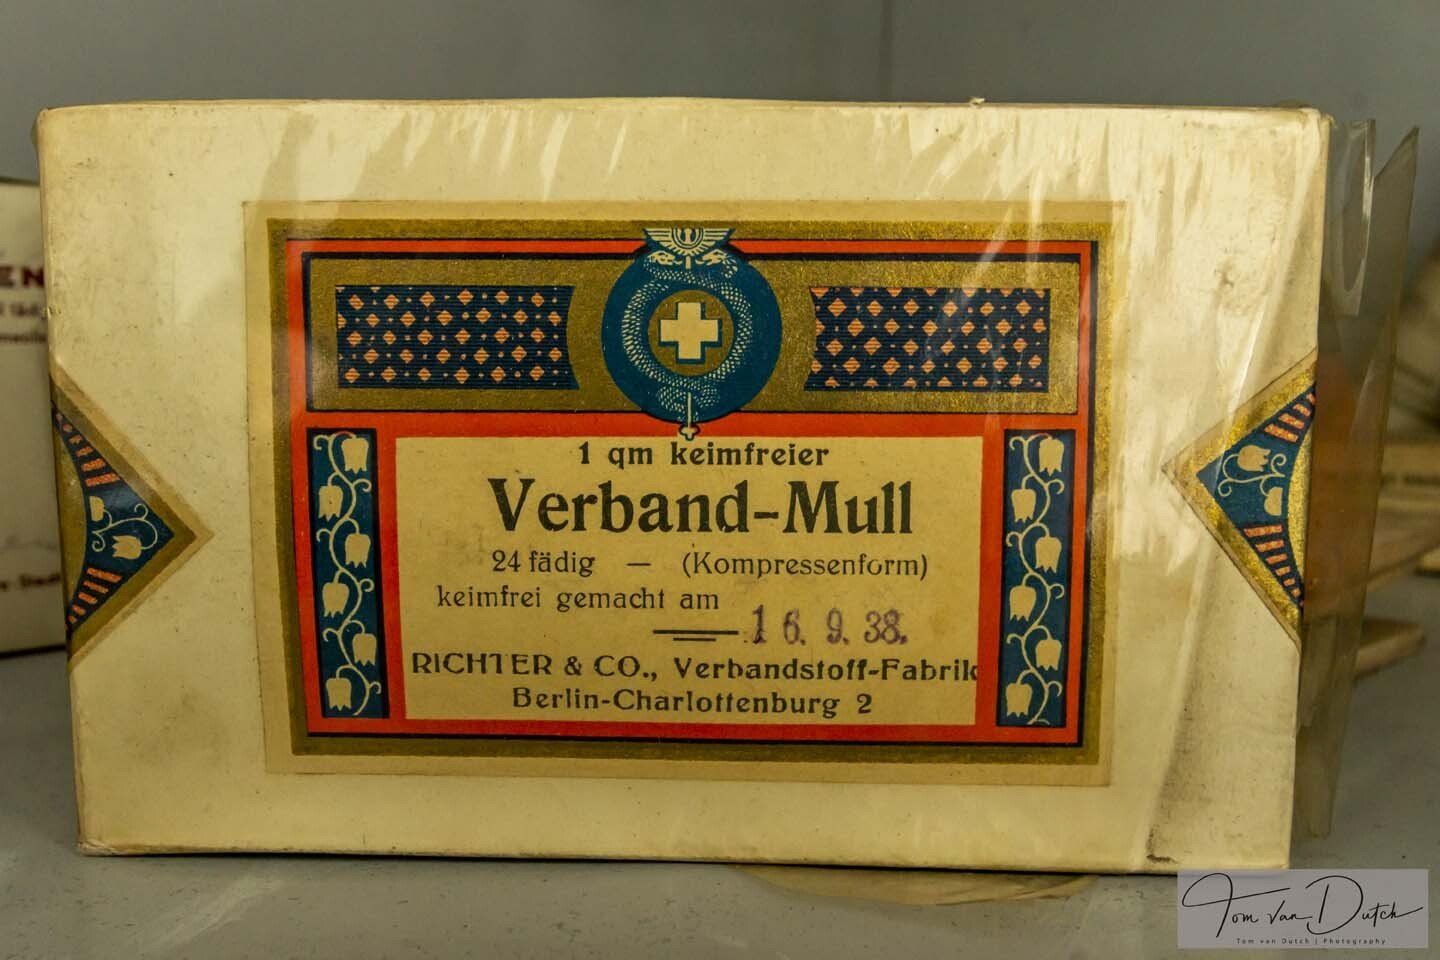 1 qm keimfreier
Verband-Mull
24 fädig — (Kompressenform)
keimfrei gemacht am 16. 9. 38.
RICHTER & CO., Verbandstoff-Fabrik
Berlin-Charlottenburg 2
EN
Tom van Dutch
Tom van Dutch | Photography